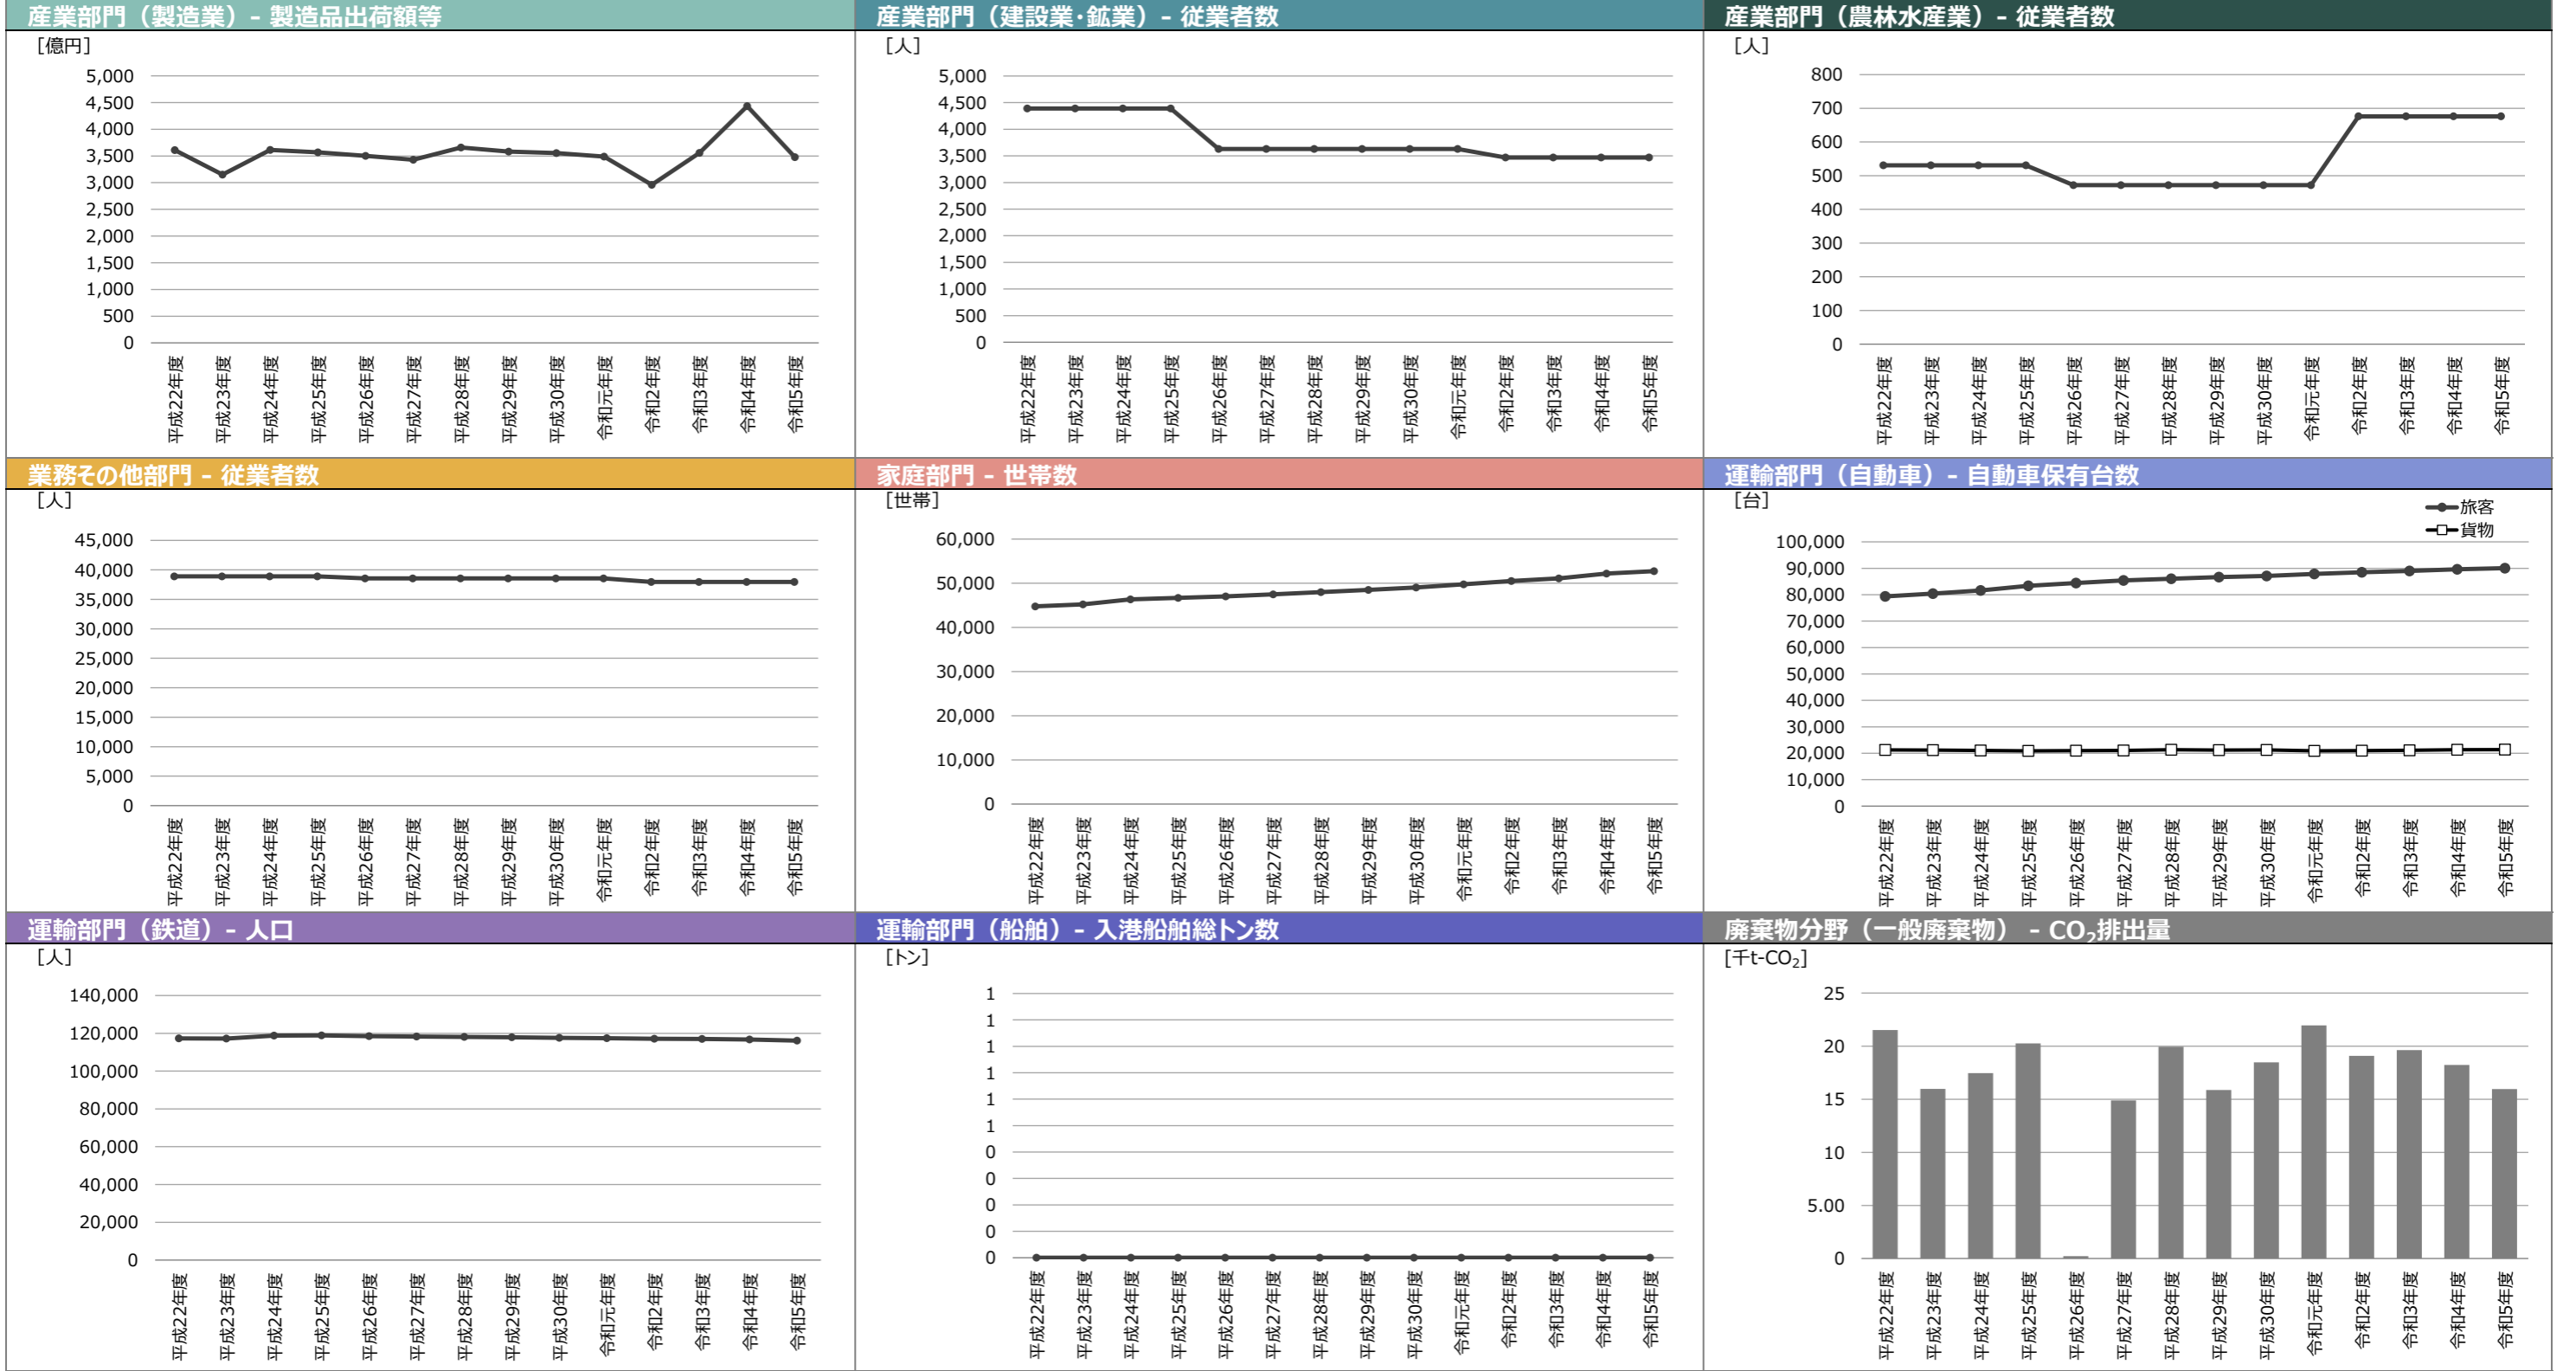 産業部門（製造業）- 製造品出荷額等
[億円]
5,000
4,500
4,000
3,500
3,000
2,500
2,000
1,500
1,000
500
0
平成22年度
平成23年度
平成24年度
平成25年度
平成26年度
平成27年度
平成28年度
平成29年度
平成30年度
令和元年度
令和2年度
令和3年度
令和4年度
令和5年度
産業部門（建設業･鉱業）- 従業者数
[人]
5,000
4,500
4,000
3,500
3,000
2,500
2,000
1,500
1,000
500
0
平成22年度
平成23年度
平成24年度
平成25年度
平成26年度
平成27年度
平成28年度
平成29年度
平成30年度
令和元年度
令和2年度
令和3年度
令和4年度
令和5年度
産業部門（農林水産業）- 従業者数
[人]
800
700
600
500
400
300
200
100
0
平成22年度
平成23年度
平成24年度
平成25年度
平成26年度
平成27年度
平成28年度
平成29年度
平成30年度
令和元年度
令和2年度
令和3年度
令和4年度
令和5年度
業務その他部門 - 従業者数
[人]
45,000
40,000
35,000
30,000
25,000
20,000
15,000
10,000
5,000
0
平成22年度
平成23年度
平成24年度
平成25年度
平成26年度
平成27年度
平成28年度
平成29年度
平成30年度
令和元年度
令和2年度
令和3年度
令和4年度
令和5年度
家庭部門 - 世帯数
[世帯]
60,000
50,000
40,000
30,000
20,000
10,000
0
平成22年度
平成23年度
平成24年度
平成25年度
平成26年度
平成27年度
平成28年度
平成29年度
平成30年度
令和元年度
令和2年度
令和3年度
令和4年度
令和5年度
運輸部門（自動車）- 自動車保有台数
[台]
旅客
貨物
100,000
90,000
80,000
70,000
60,000
50,000
40,000
30,000
20,000
10,000
0
平成22年度
平成23年度
平成24年度
平成25年度
平成26年度
平成27年度
平成28年度
平成29年度
平成30年度
令和元年度
令和2年度
令和3年度
令和4年度
令和5年度
運輸部門（鉄道）- 人口
[人]
140,000
120,000
100,000
80,000
60,000
40,000
20,000
0
平成22年度
平成23年度
平成24年度
平成25年度
平成26年度
平成27年度
平成28年度
平成29年度
平成30年度
令和元年度
令和2年度
令和3年度
令和4年度
令和5年度
運輸部門（船舶）- 入港船舶総トン数
[トン]
1
1
1
1
1
1
0
0
0
0
0
平成22年度
平成23年度
平成24年度
平成25年度
平成26年度
平成27年度
平成28年度
平成29年度
平成30年度
令和元年度
令和2年度
令和3年度
令和4年度
令和5年度
廃棄物分野（一般廃棄物） - CO₂排出量
[千t-CO₂]
25
20
15
10
5.00
0
平成22年度
平成23年度
平成24年度
平成25年度
平成26年度
平成27年度
平成28年度
平成29年度
平成30年度
令和元年度
令和2年度
令和3年度
令和4年度
令和5年度